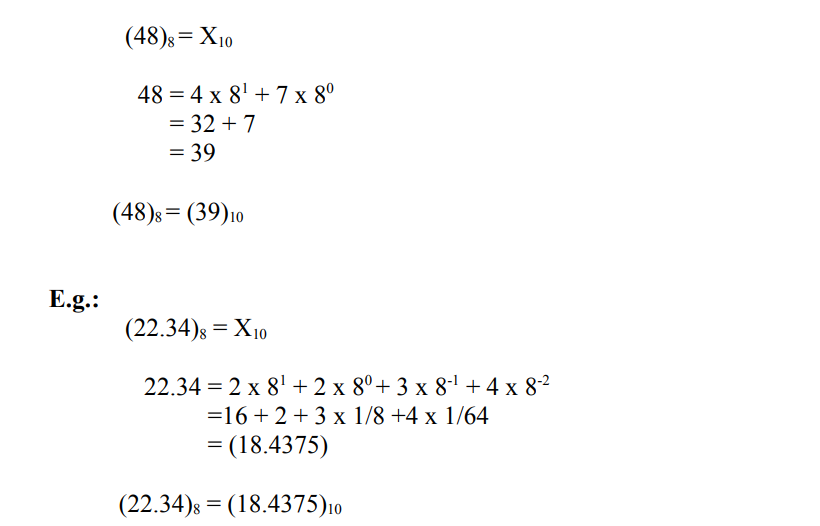 (48)₈ = X₁₀
48 = 4 x 8¹ + 7 x 8⁰
= 32 + 7
= 39
(48)₈ = (39)₁₀
E.g.:
(22.34)₈ = X₁₀
22.34 = 2 x 8¹ + 2 x 8⁰ + 3 x 8⁻¹ + 4 x 8⁻²
=16 + 2 + 3 x 1/8 +4 x 1/64
= (18.4375)
(22.34)₈ = (18.4375)₁₀